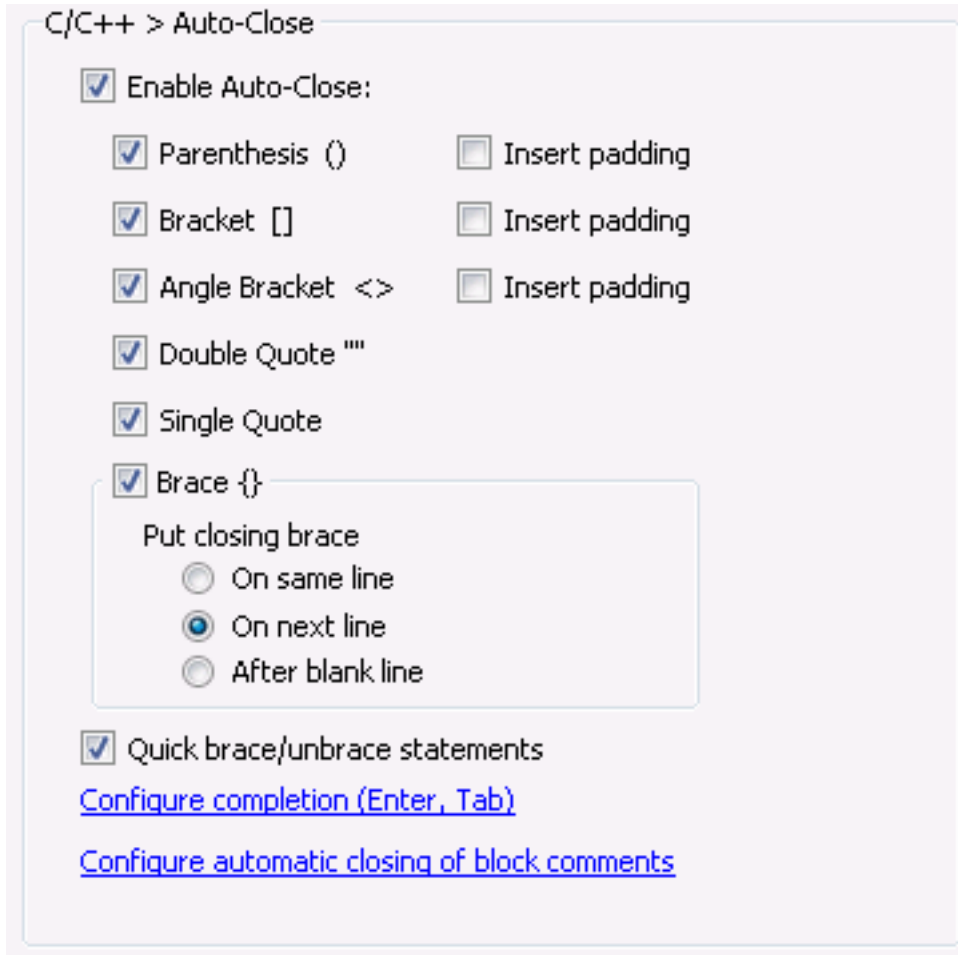 C/C++ > Auto-Close
Enable Auto-Close:
Parenthesis () Insert padding
Bracket [] Insert padding
Angle Bracket <> Insert padding
Double Quote ""
Single Quote
Brace {}
Put closing brace
On same line
On next line
After blank line
Quick brace/unbrace statements
Configure completion (Enter, Tab)
Configure automatic closing of block comments